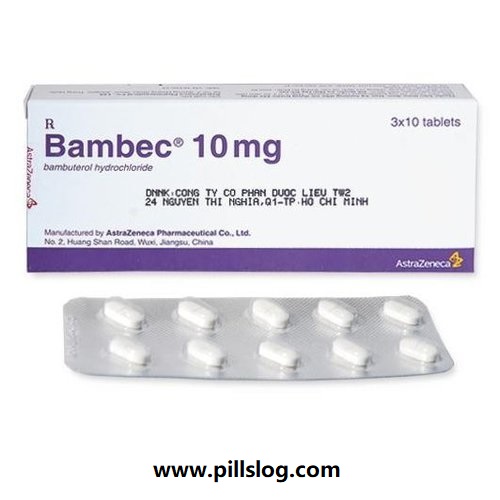 R
3x10 tablets
Bambec® 10 mg
bambuterol hydrochloride
DNNK:CONG TY CO PHAN DUOC LIEU TW2
24 NGUYEN THI NGHIA,Q1-TP.HO CHI MINH
Manufactured by AstraZeneca Pharmaceutical Co., Ltd.
No. 2, Huang Shan Road, Wuxi, Jiangsu, China
AstraZeneca
AstraZeneca
www.pillslog.com